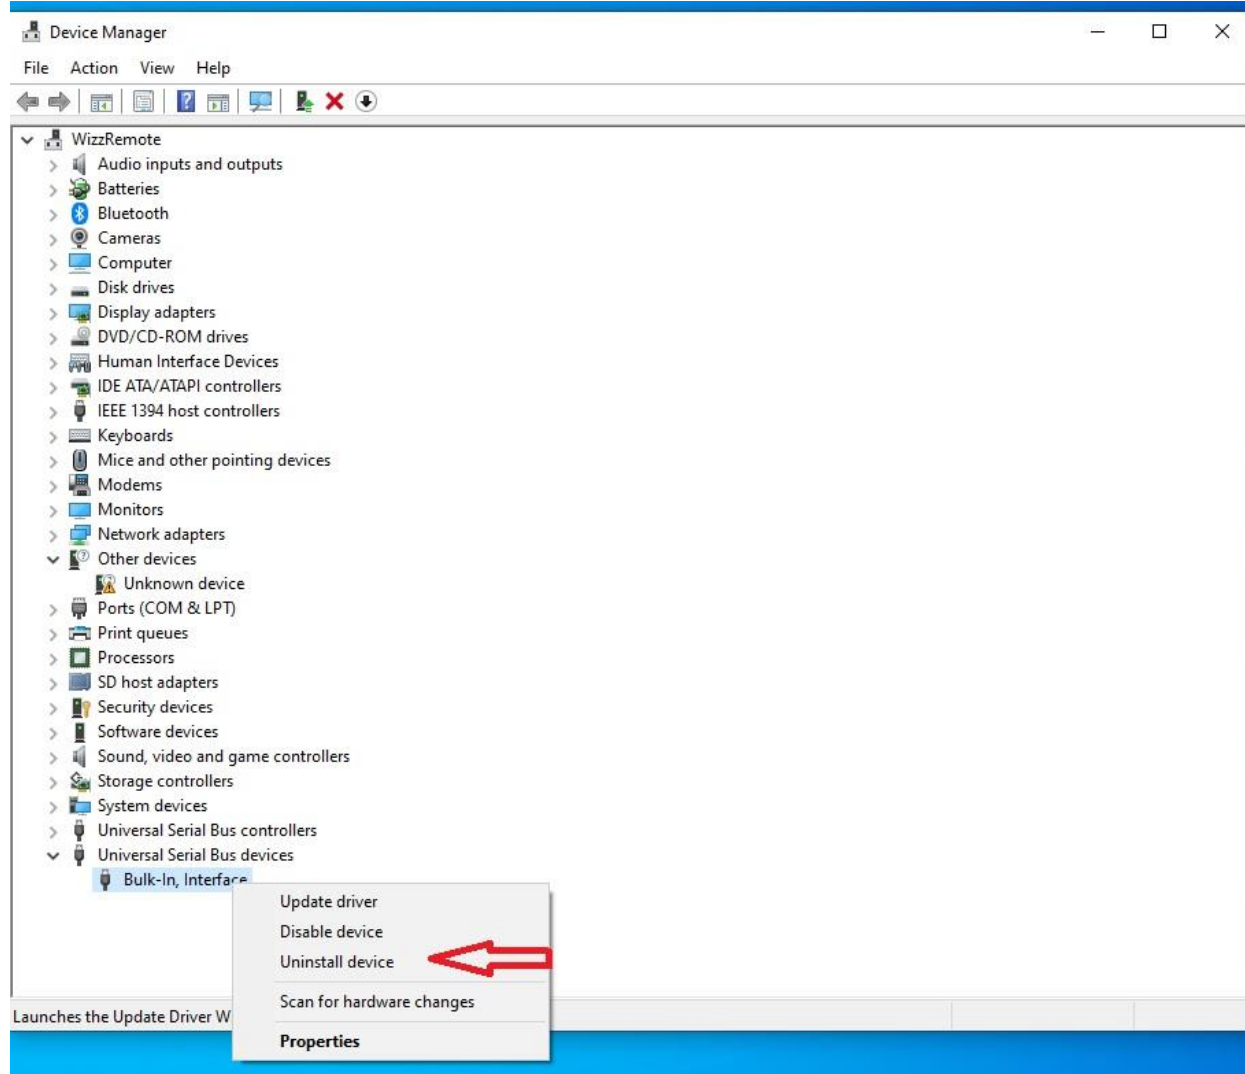 Device Manager
File Action View Help
WizzRemote
Audio inputs and outputs
Batteries
Bluetooth
Cameras
Computer
Disk drives
Display adapters
DVD/CD-ROM drives
Human Interface Devices
IDE ATA/ATAPI controllers
IEEE 1394 host controllers
Keyboards
Mice and other pointing devices
Modems
Monitors
Network adapters
Other devices
Unknown device
Ports (COM & LPT)
Print queues
Processors
SD host adapters
Security devices
Software devices
Sound, video and game controllers
Storage controllers
System devices
Universal Serial Bus controllers
Universal Serial Bus devices
Bulk-In, Interface
Update driver
Disable device
Uninstall device
Scan for hardware changes
Launches the Update Driver W
Properties